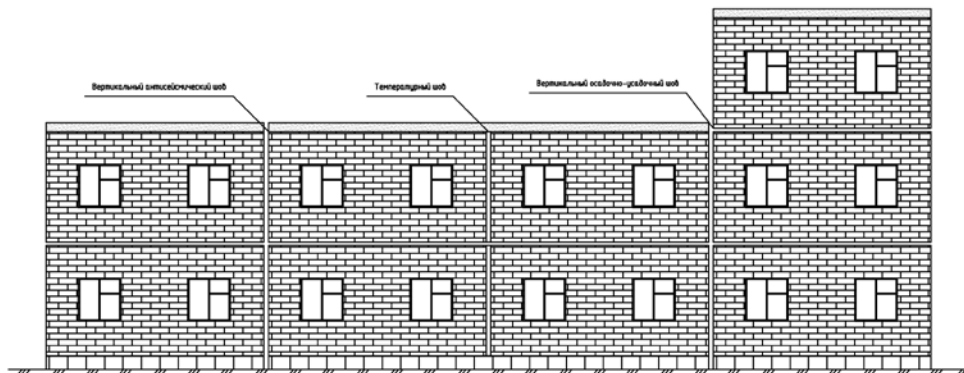 Вертикальный антисейсмический шов
Температурный шов
Вертикальный осадочно-усадочный шов